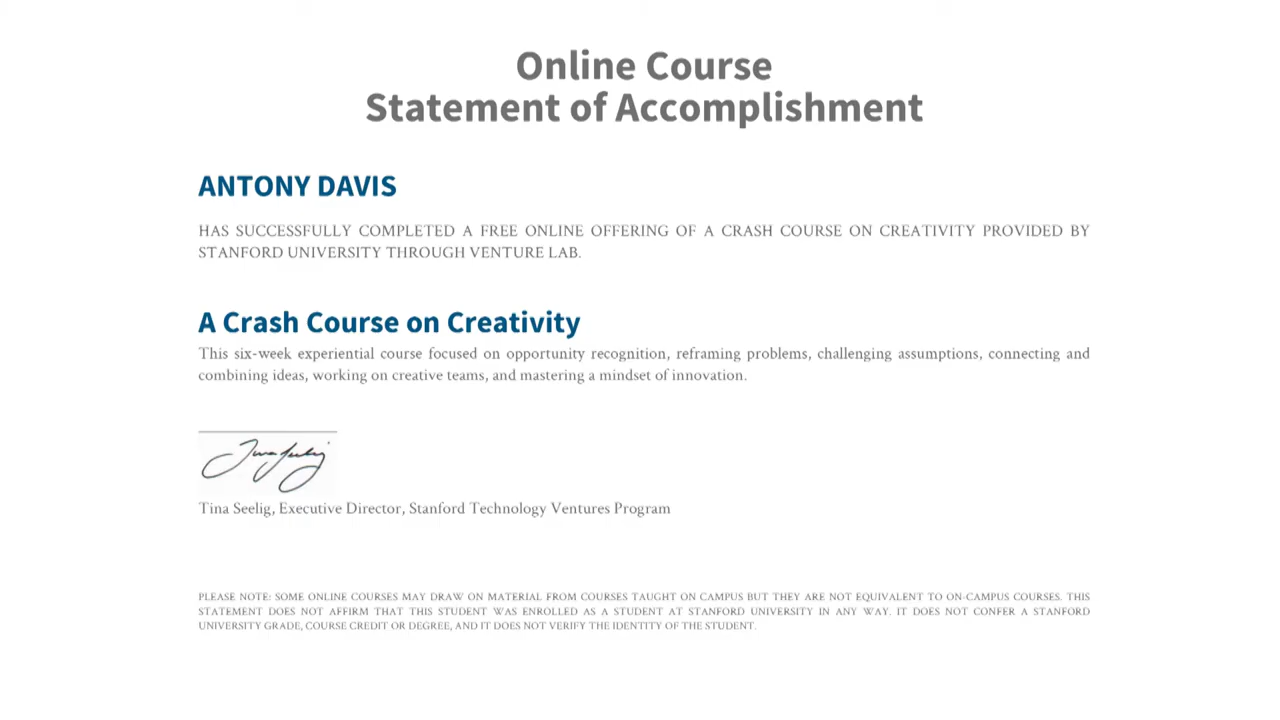 Online Course
Statement of Accomplishment
ANTONY DAVIS
HAS SUCCESSFULLY COMPLETED A FREE ONLINE OFFERING OF A CRASH COURSE ON CREATIVITY PROVIDED BY
STANFORD UNIVERSITY THROUGH VENTURE LAB.
A Crash Course on Creativity
This six-week experiential course focused on opportunity recognition, reframing problems, challenging assumptions, connecting and
combining ideas, working on creative teams, and mastering a mindset of innovation.
Tina Seelig, Executive Director, Stanford Technology Ventures Program
PLEASE NOTE: SOME ONLINE COURSES MAY DRAW ON MATERIAL FROM COURSES TAUGHT ON CAMPUS BUT THEY ARE NOT EQUIVALENT TO ON-CAMPUS COURSES. THIS
STATEMENT DOES NOT AFFIRM THAT THIS STUDENT WAS ENROLLED AS A STUDENT AT STANFORD UNIVERSITY IN ANY WAY. IT DOES NOT CONFER A STANFORD
UNIVERSITY GRADE, COURSE CREDIT OR DEGREE, AND IT DOES NOT VERIFY THE IDENTITY OF THE STUDENT.